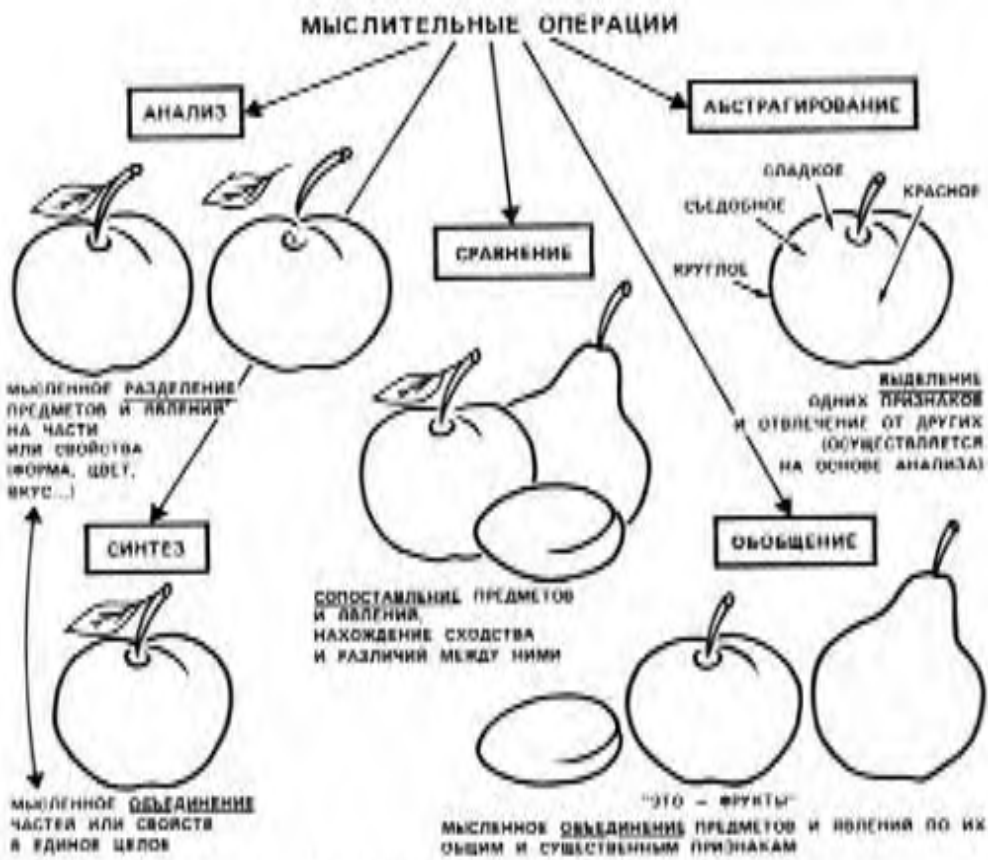 МЫСЛИТЕЛЬНЫЕ ОПЕРАЦИИ
АНАЛИЗ
АБСТРАГИРОВАНИЕ
СЛАДКОЕ
КРАСНОЕ
СЪЕДОБНОЕ
КРУГЛОЕ
СРАВНЕНИЕ
МЫСЛЕННОЕ РАЗДЕЛЕНИЕ
ПРЕДМЕТОВ И ЯВЛЕНИЙ
НА ЧАСТИ
ИЛИ СВОЙСТВА
(ФОРМА, ЦВЕТ,
ВКУС...)
ВЫДЕЛЕНИЕ
ОДНИХ ПРИЗНАКОВ
И ОТВЛЕЧЕНИЕ ОТ ДРУГИХ
(ОСУЩЕСТВЛЯЕТСЯ
НА ОСНОВЕ АНАЛИЗА)
СИНТЕЗ
ОБОБЩЕНИЕ
СОПОСТАВЛЕНИЕ ПРЕДМЕТОВ
И ЯВЛЕНИЙ,
НАХОЖДЕНИЕ СХОДСТВА
И РАЗЛИЧИЙ МЕЖДУ НИМИ
МЫСЛЕННОЕ ОБЪЕДИНЕНИЕ
ЧАСТЕЙ ИЛИ СВОЙСТВ
В ЕДИНОЕ ЦЕЛОЕ
"ЭТО – ФРУКТЫ"
МЫСЛЕННОЕ ОБЪЕДИНЕНИЕ ПРЕДМЕТОВ И ЯВЛЕНИЙ ПО ИХ
ОБЩИМ И СУЩЕСТВЕННЫМ ПРИЗНАКАМ